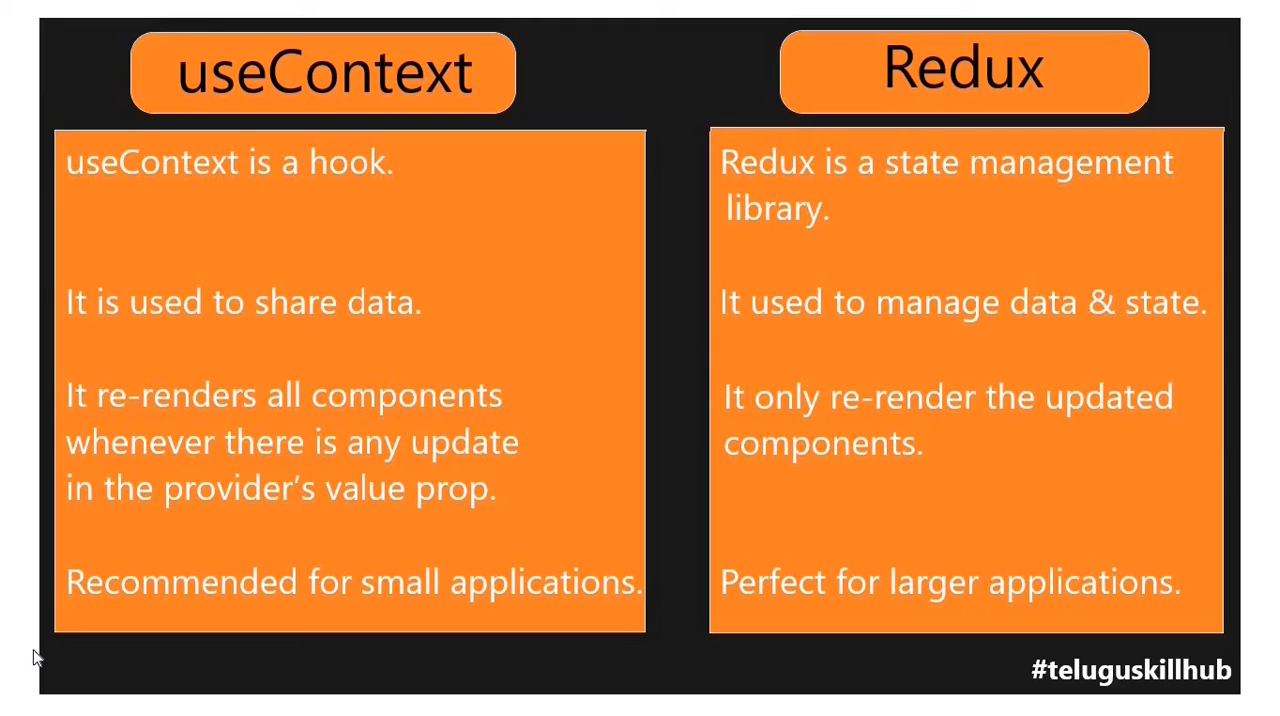 useContext
useContext is a hook.
It is used to share data.
It re-renders all components
whenever there is any update
in the provider’s value prop.
Recommended for small applications.
Redux
Redux is a state management
library.
It used to manage data & state.
It only re-render the updated
components.
Perfect for larger applications.
#teluguskillhub